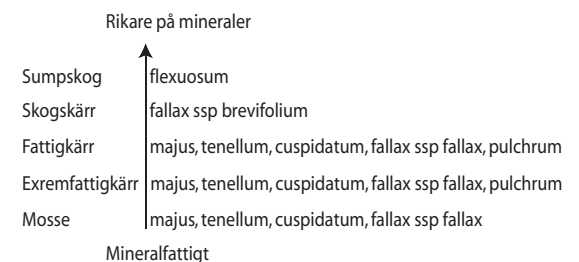 Rikare på mineraler
Sumpskog flexuosum
Skogskärr fallax ssp brevifolium
Fattigkärr majus, tenellum, cuspidatum, fallax ssp fallax, pulchrum
Exremfattigkärr majus, tenellum, cuspidatum, fallax ssp fallax, pulchrum
Mosse majus, tenellum, cuspidatum, fallax ssp fallax
Mineralfattigt